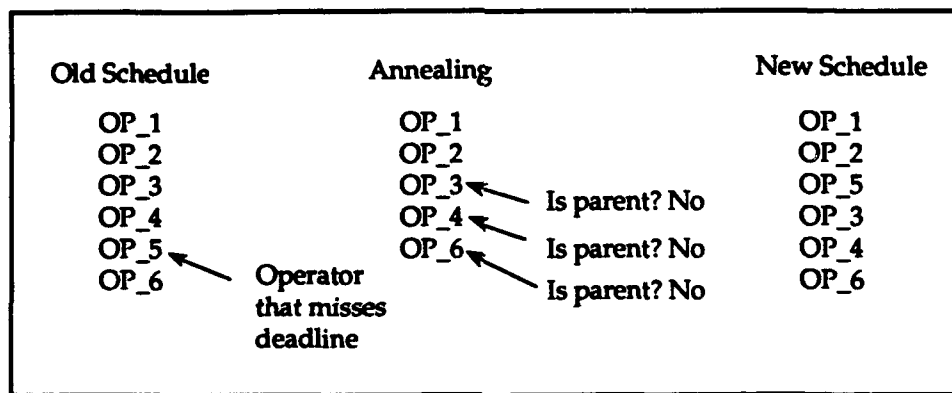 Old Schedule
OP_1
OP_2
OP_3
OP_4
OP_5
OP_6
Operator
that misses
deadline
Annealing
OP_1
OP_2
OP_3
OP_4
OP_6
Is parent? No
Is parent? No
Is parent? No
New Schedule
OP_1
OP_2
OP_5
OP_3
OP_4
OP_6